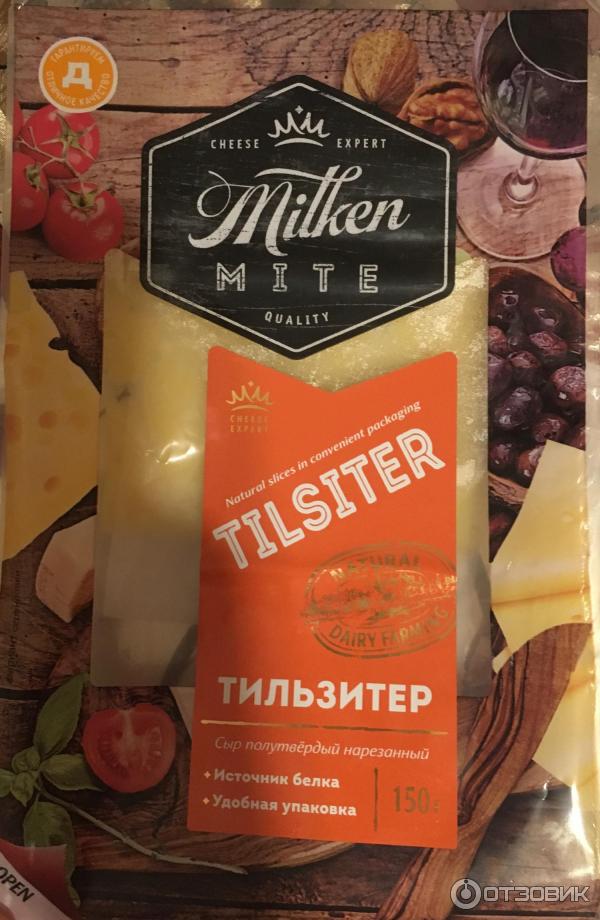 ГАРАНТИРУЕМ
Д
ОТЛИЧНОЕ КАЧЕСТВО
CHEESE EXPERT
Milken
MITE
QUALITY
CHEESE
EXPERT
Natural slices in convenient packaging
TILSITER
NATURAL
DAIRY FARMING
ТИЛЬЗИТЕР
Сыр полутвёрдый нарезанный
• Источник белка
• Удобная упаковка
150г
OPEN
ОТЗОВИК